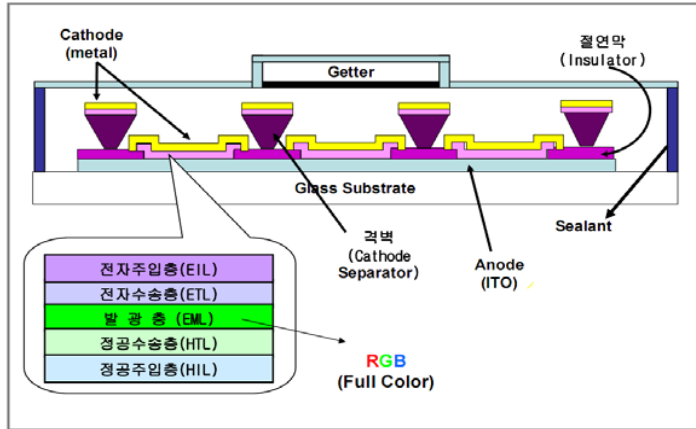 Cathode
(metal)
Getter
절연막
(Insulator)
Glass Substrate
격벽
(Cathode
Separator)
Anode
(ITO)
Sealant
전자주입층(EIL)
전자수송층(ETL)
발 광 층 (EML)
정공수송층(HTL)
정공주입층(HIL)
RGB
(Full Color)